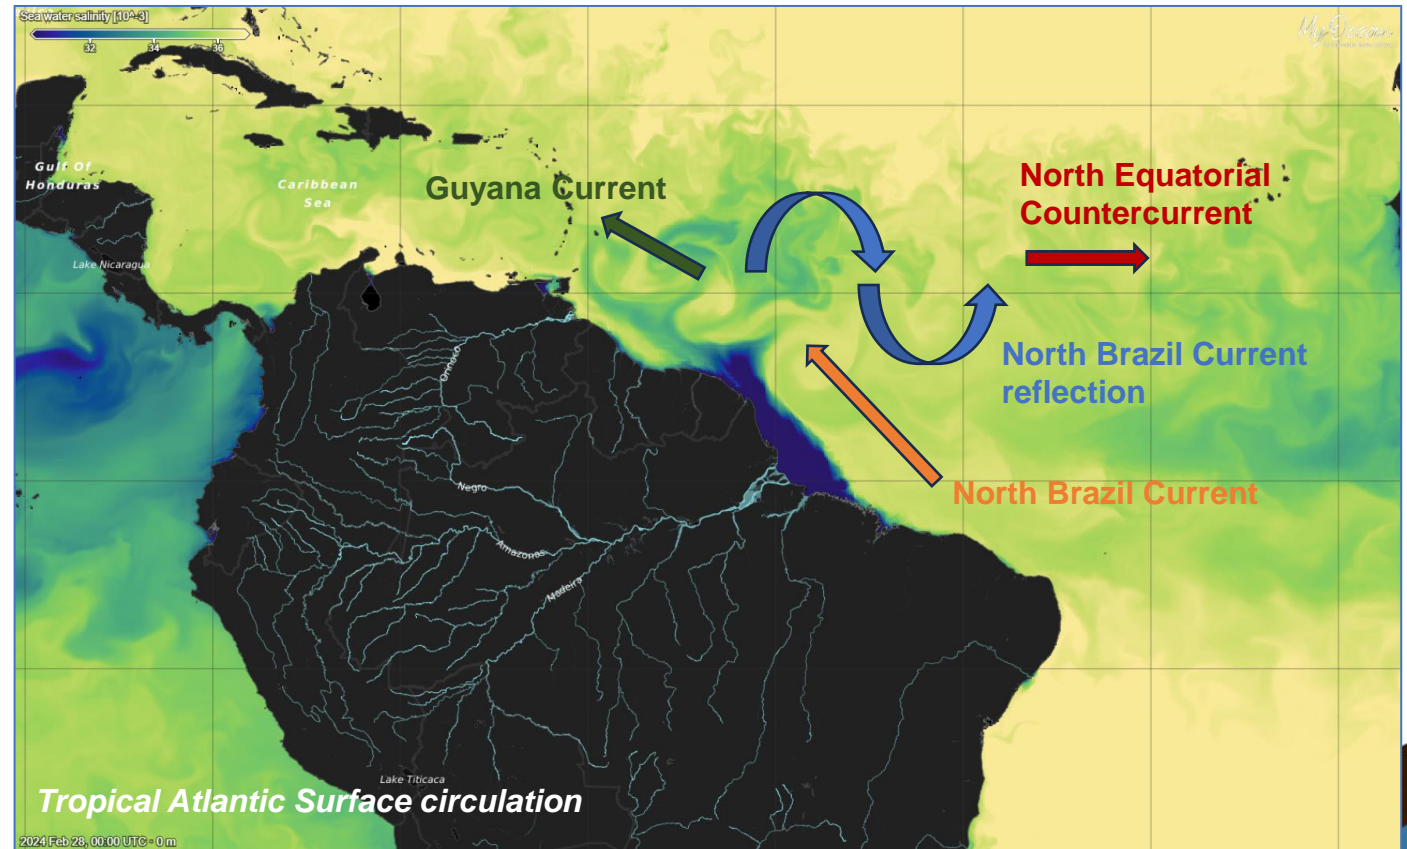 Sea water salinity [10^-3]
32 34 36
My Ocean
Gulf Of
Honduras
Caribbean
Sea
Guyana Current
North Equatorial
Countercurrent
Lake Nicaragua
Orinoco
North Brazil Current
reflection
Negro
North Brazil Current
Amazonas
Madeira
Lake Titicaca
Tropical Atlantic Surface circulation
2024 Feb 28, 00:00 UTC - 0 m